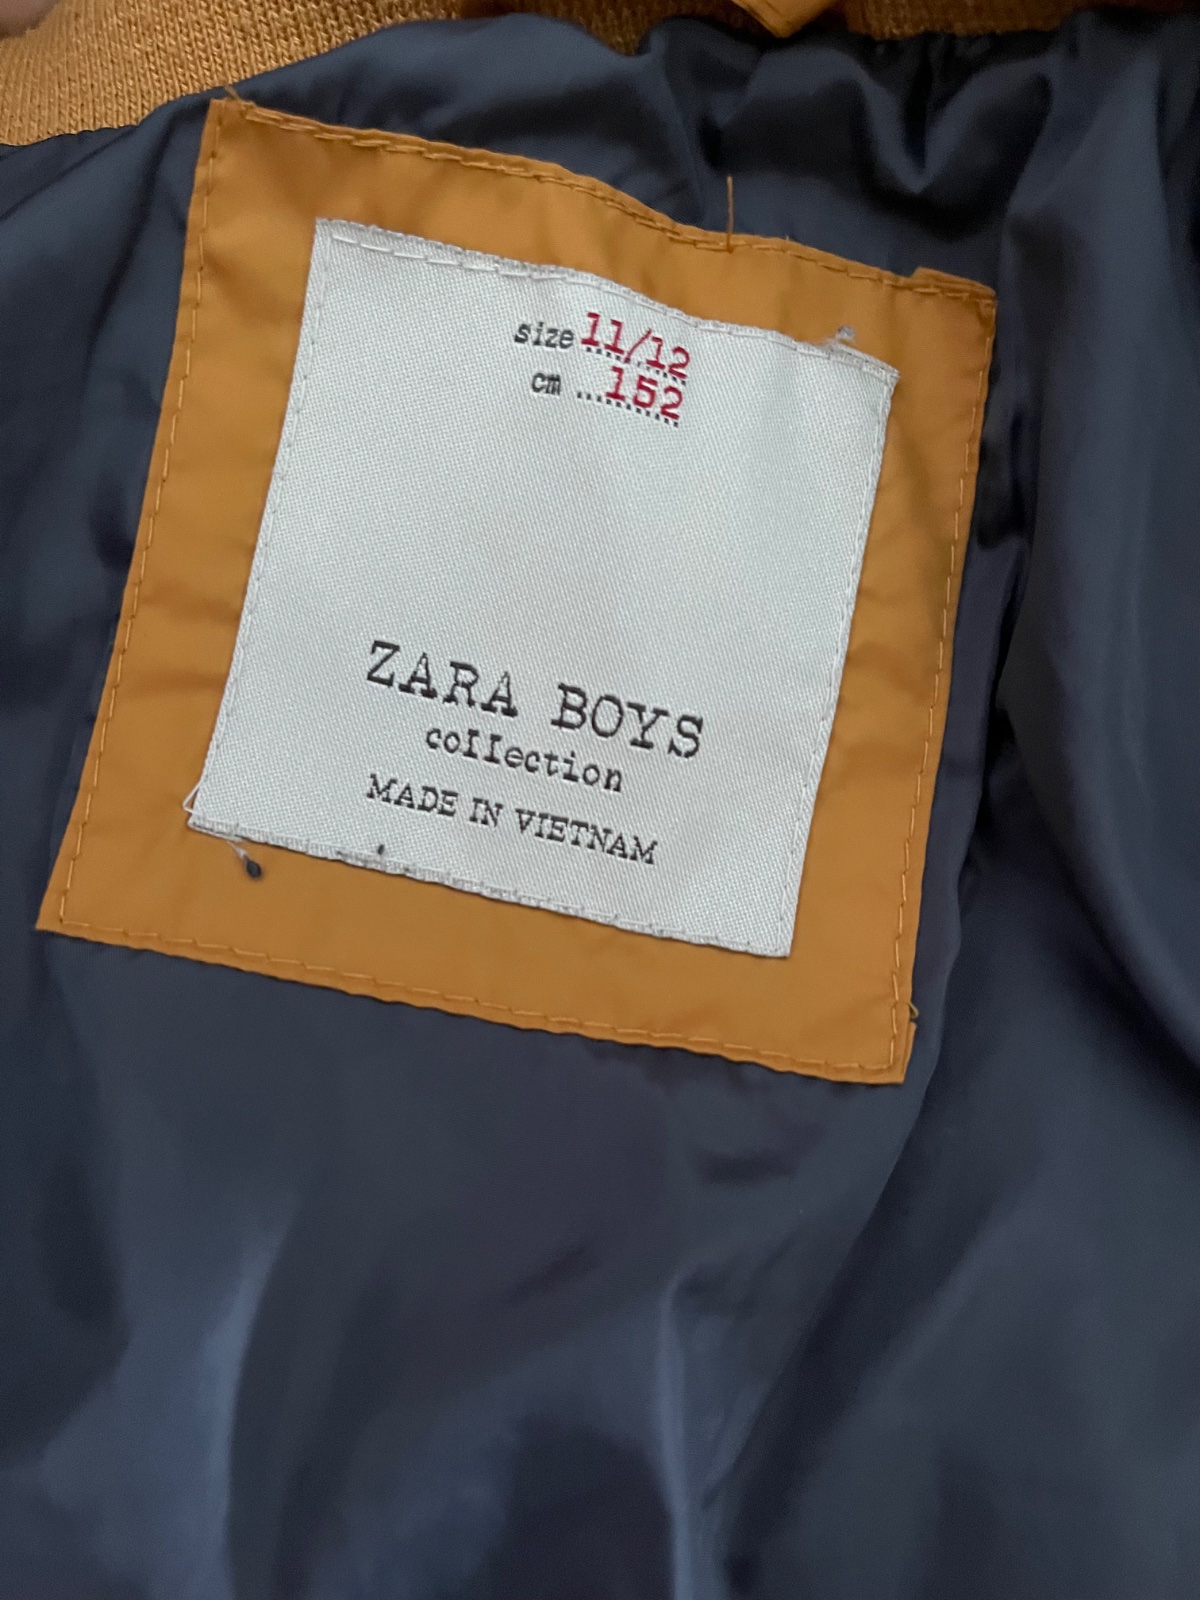 size 11/12
cm ...152
ZARA BOYS
collection
MADE IN VIETNAM